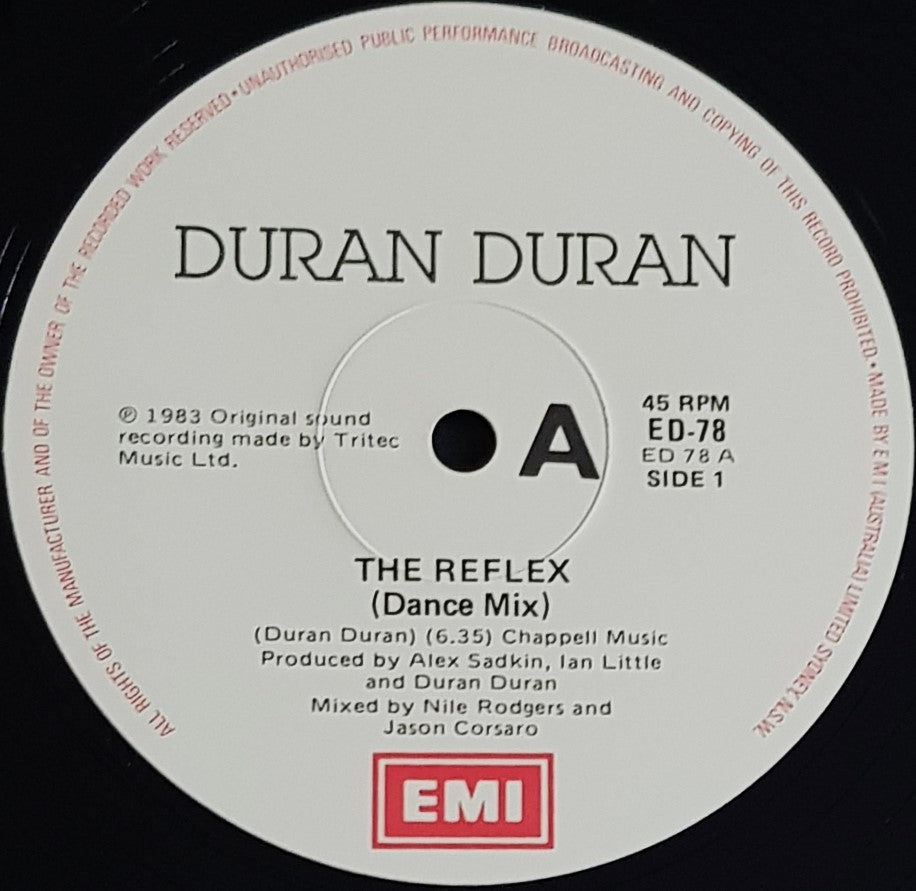 ALL RIGHTS OF THE MANUFACTURER AND OF THE OWNER OF THE RECORDED WORK RESERVED • UNAUTHORISED PUBLIC PERFORMANCE BROADCASTING AND COPYING OF THIS RECORD PROHIBITED. • MADE BY E M I (AUSTRALIA) LIMITED SYDNEY. N.S.W.
DURAN DURAN
℗ 1983 Original sound
recording made by Tritec
Music Ltd.
A
45 RPM
ED-78
ED 78 A
SIDE 1
THE REFLEX
(Dance Mix)
(Duran Duran) (6.35) Chappell Music
Produced by Alex Sadkin, Ian Little
and Duran Duran
Mixed by Nile Rodgers and
Jason Corsaro
EMI